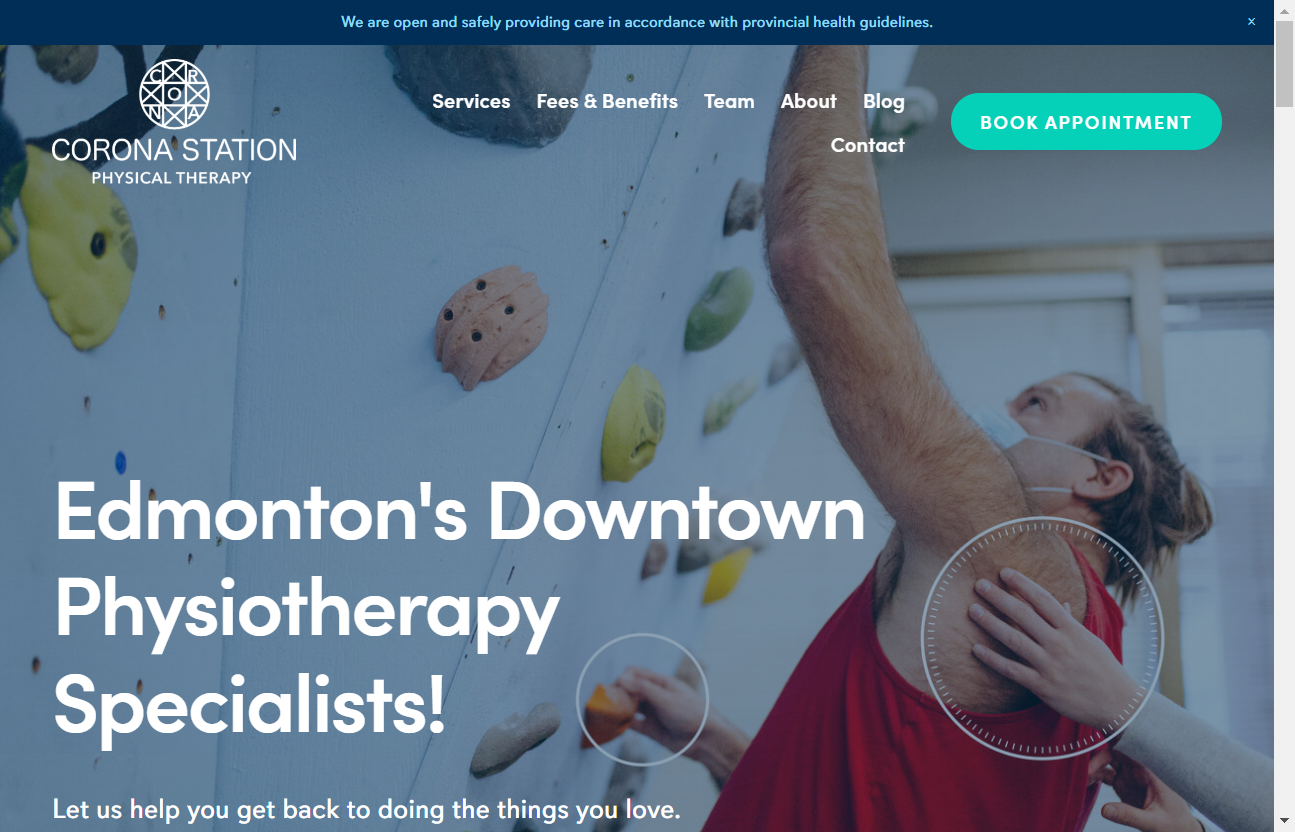 We are open and safely providing care in accordance with provincial health guidelines.
×
C R
O
N A
CORONA STATION
PHYSICAL THERAPY
Services Fees & Benefits Team About Blog
Contact
BOOK APPOINTMENT
Edmonton's Downtown
Physiotherapy
Specialists!
Let us help you get back to doing the things you love.